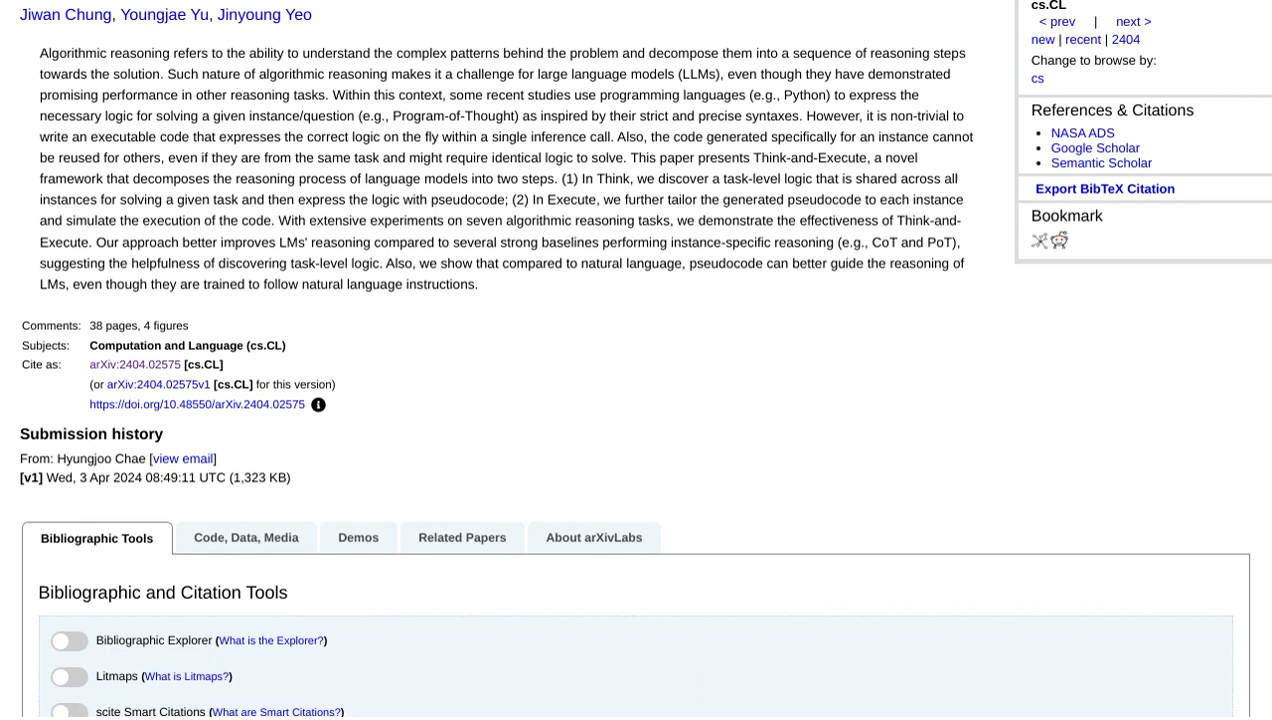 Jiwan Chung, Youngjae Yu, Jinyoung Yeo
Algorithmic reasoning refers to the ability to understand the complex patterns behind the problem and decompose them into a sequence of reasoning steps
towards the solution. Such nature of algorithmic reasoning makes it a challenge for large language models (LLMs), even though they have demonstrated
promising performance in other reasoning tasks. Within this context, some recent studies use programming languages (e.g., Python) to express the
necessary logic for solving a given instance/question (e.g., Program-of-Thought) as inspired by their strict and precise syntaxes. However, it is non-trivial to
write an executable code that expresses the correct logic on the fly within a single inference call. Also, the code generated specifically for an instance cannot
be reused for others, even if they are from the same task and might require identical logic to solve. This paper presents Think-and-Execute, a novel
framework that decomposes the reasoning process of language models into two steps. (1) In Think, we discover a task-level logic that is shared across all
instances for solving a given task and then express the logic with pseudocode; (2) In Execute, we further tailor the generated pseudocode to each instance
and simulate the execution of the code. With extensive experiments on seven algorithmic reasoning tasks, we demonstrate the effectiveness of Think-and-
Execute. Our approach better improves LMs' reasoning compared to several strong baselines performing instance-specific reasoning (e.g., CoT and PoT),
suggesting the helpfulness of discovering task-level logic. Also, we show that compared to natural language, pseudocode can better guide the reasoning of
LMs, even though they are trained to follow natural language instructions.
Comments: 38 pages, 4 figures
Subjects: Computation and Language (cs.CL)
Cite as: arXiv:2404.02575 [cs.CL]
(or arXiv:2404.02575v1 [cs.CL] for this version)
https://doi.org/10.48550/arXiv.2404.02575
Submission history
From: Hyungjoo Chae [view email]
[v1] Wed, 3 Apr 2024 08:49:11 UTC (1,323 KB)
cs.CL
< prev | next >
new | recent | 2404
Change to browse by:
cs
References & Citations
NASA ADS
Google Scholar
Semantic Scholar
Export BibTeX Citation
Bookmark
Bibliographic Tools Code, Data, Media Demos Related Papers About arXivLabs
Bibliographic and Citation Tools
Bibliographic Explorer (What is the Explorer?)
Litmaps (What is Litmaps?)
scite Smart Citations (What are Smart Citations?)